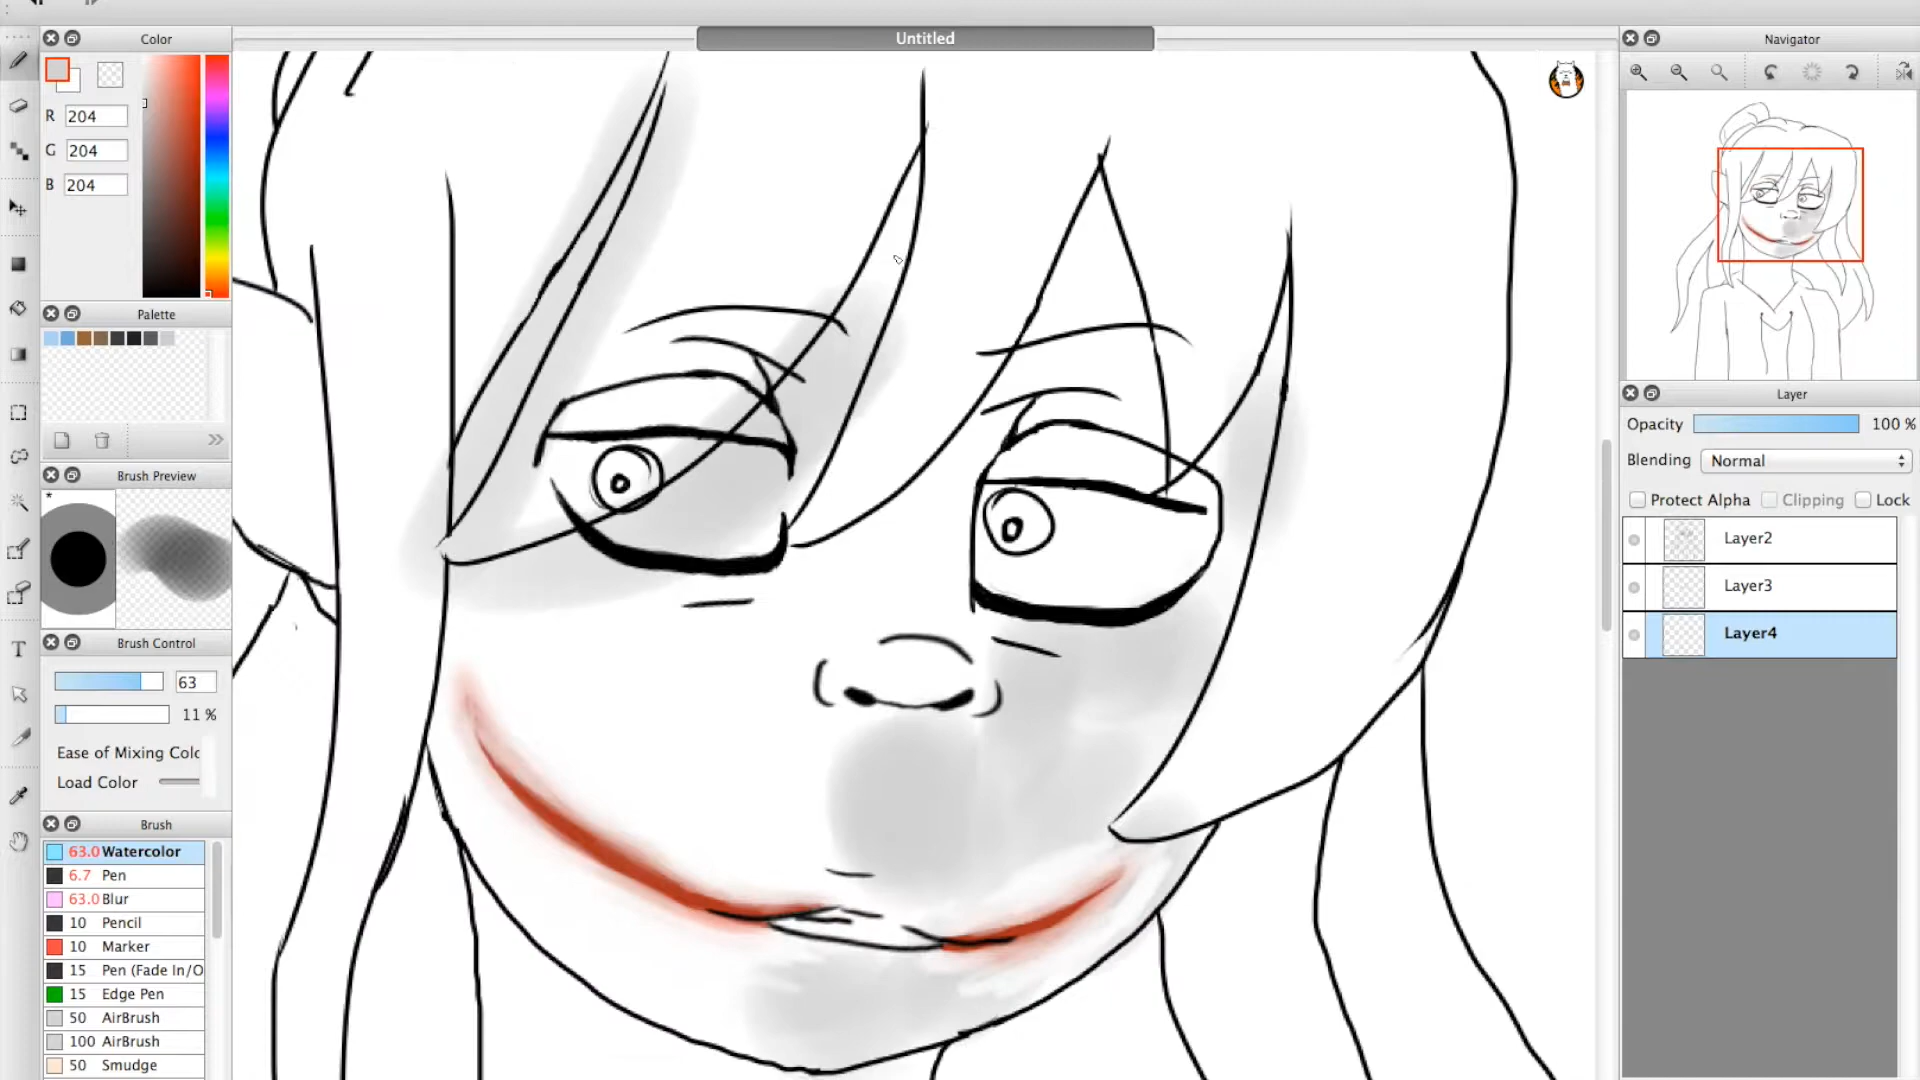 Color
Untitled
Navigator
R 204
G 204
B 204
Palette
Layer
Opacity 100 %
Blending Normal
Brush Preview
*
Protect Alpha Clipping Lock
Layer2
Layer3
Layer4
Brush Control
63
11 %
Ease of Mixing Colo
Load Color
Brush
63.0 Watercolor
6.7 Pen
63.0 Blur
10 Pencil
10 Marker
15 Pen (Fade In/O
15 Edge Pen
50 AirBrush
100 AirBrush
50 Smudge
T